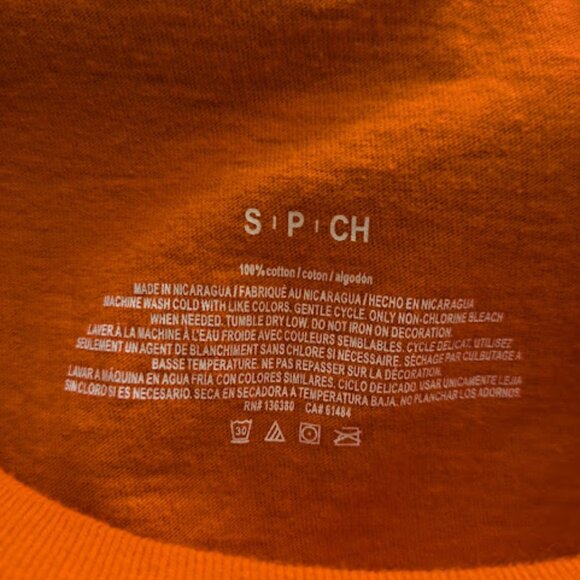 S | P | CH
100% cotton / coton / algodón
MADE IN NICARAGUA / FABRIQUÉ AU NICARAGUA / HECHO EN NICARAGUA
MACHINE WASH COLD WITH LIKE COLORS. GENTLE CYCLE. ONLY NON-CHLORINE BLEACH
WHEN NEEDED. TUMBLE DRY LOW. DO NOT IRON ON DECORATION.
LAVER À LA MACHINE À L'EAU FROIDE AVEC COULEURS SEMBLABLES. CYCLE DELICAT. UTILISEZ
SEULEMENT UN AGENT DE BLANCHIMENT SANS CHLORE SI NÉCESSAIRE. SÉCHAGE PAR CULBUTAGE A
BASSE TEMPERATURE. NE PAS REPASSER SUR LA DÉCORATION.
LAVAR A MÁQUINA EN AGUA FRÍA CON COLORES SIMILARES. CICLO DELICADO. USAR UNICAMENTE LEJIA
SIN CLORO SI ES NECESARIO. SECA EN SECADORA A TEMPERATURA BAJA. NO PLANCHAR LOS ADORNOS
RN# 136380 CA# 61484
30